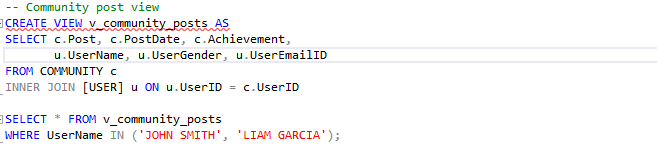 -- Community post view
CREATE VIEW v_community_posts AS
SELECT c.Post, c.PostDate, c.Achievement,
u.UserName, u.UserGender, u.UserEmailID
FROM COMMUNITY c
INNER JOIN [USER] u ON u.UserID = c.UserID
SELECT * FROM v_community_posts
WHERE UserName IN ('JOHN SMITH', 'LIAM GARCIA');